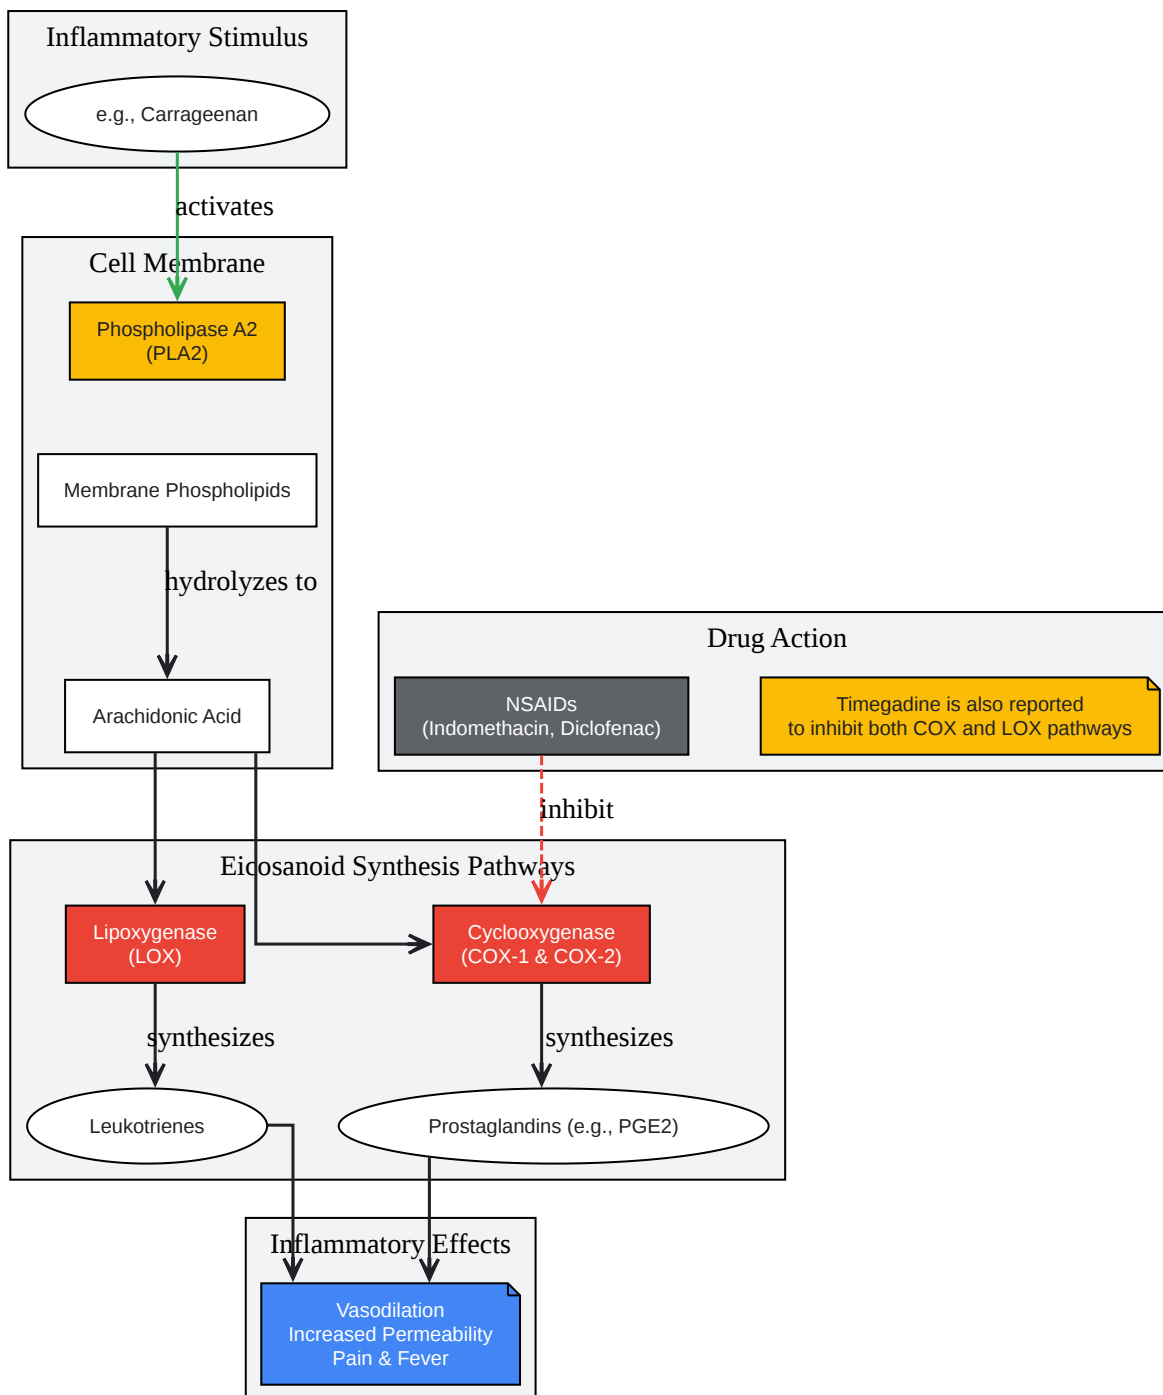 Inflammatory Stimulus
e.g., Carrageenan
activates
Cell Membrane
Phospholipase A2
(PLA2)
Membrane Phospholipids
hydrolyzes to
Arachidonic Acid
Drug Action
NSAIDs
(Indomethacin, Diclofenac)
Timegadine is also reported
to inhibit both COX and LOX pathways
inhibit
Eicosanoid Synthesis Pathways
Lipoxygenase
(LOX)
Cyclooxygenase
(COX-1 & COX-2)
synthesizes
synthesizes
Leukotrienes
Prostaglandins (e.g., PGE2)
Inflammatory Effects
Vasodilation
Increased Permeability
Pain & Fever